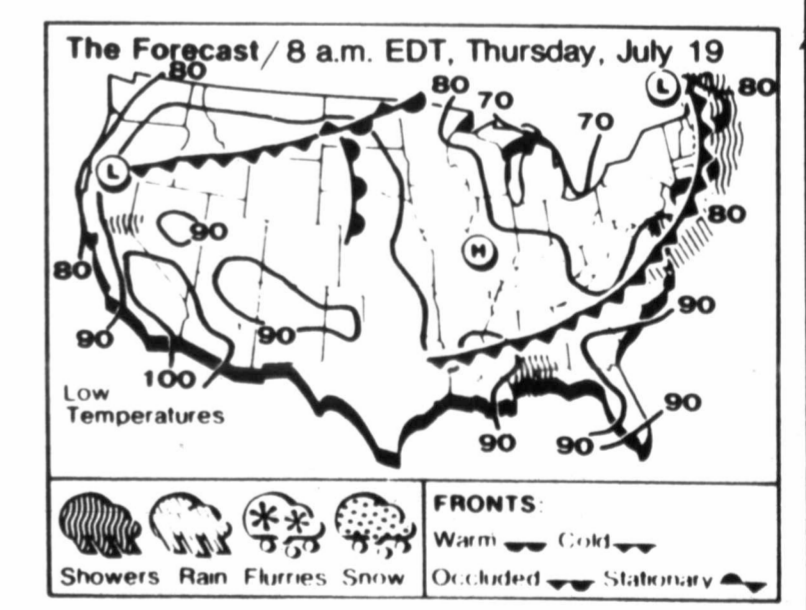 The Forecast / 8 a.m. EDT, Thursday, July 19
80
80
70
L
80
70
L
90
H
80
80
90
90
90
100
Low
Temperatures
90
90
90
Showers Rain Flurries Snow
FRONTS:
Warm Cold
Occluded Stationary